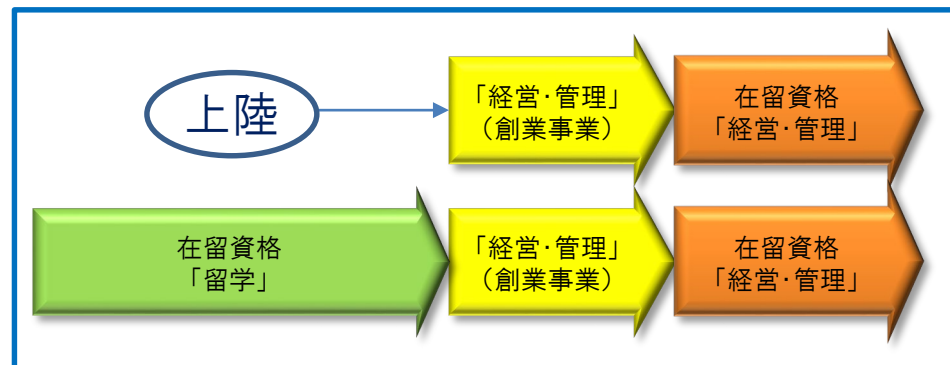 上陸
「経営･管理」
(創業事業)
在留資格
「経営･管理」
在留資格
「留学」
「経営･管理」
(創業事業)
在留資格
「経営･管理」